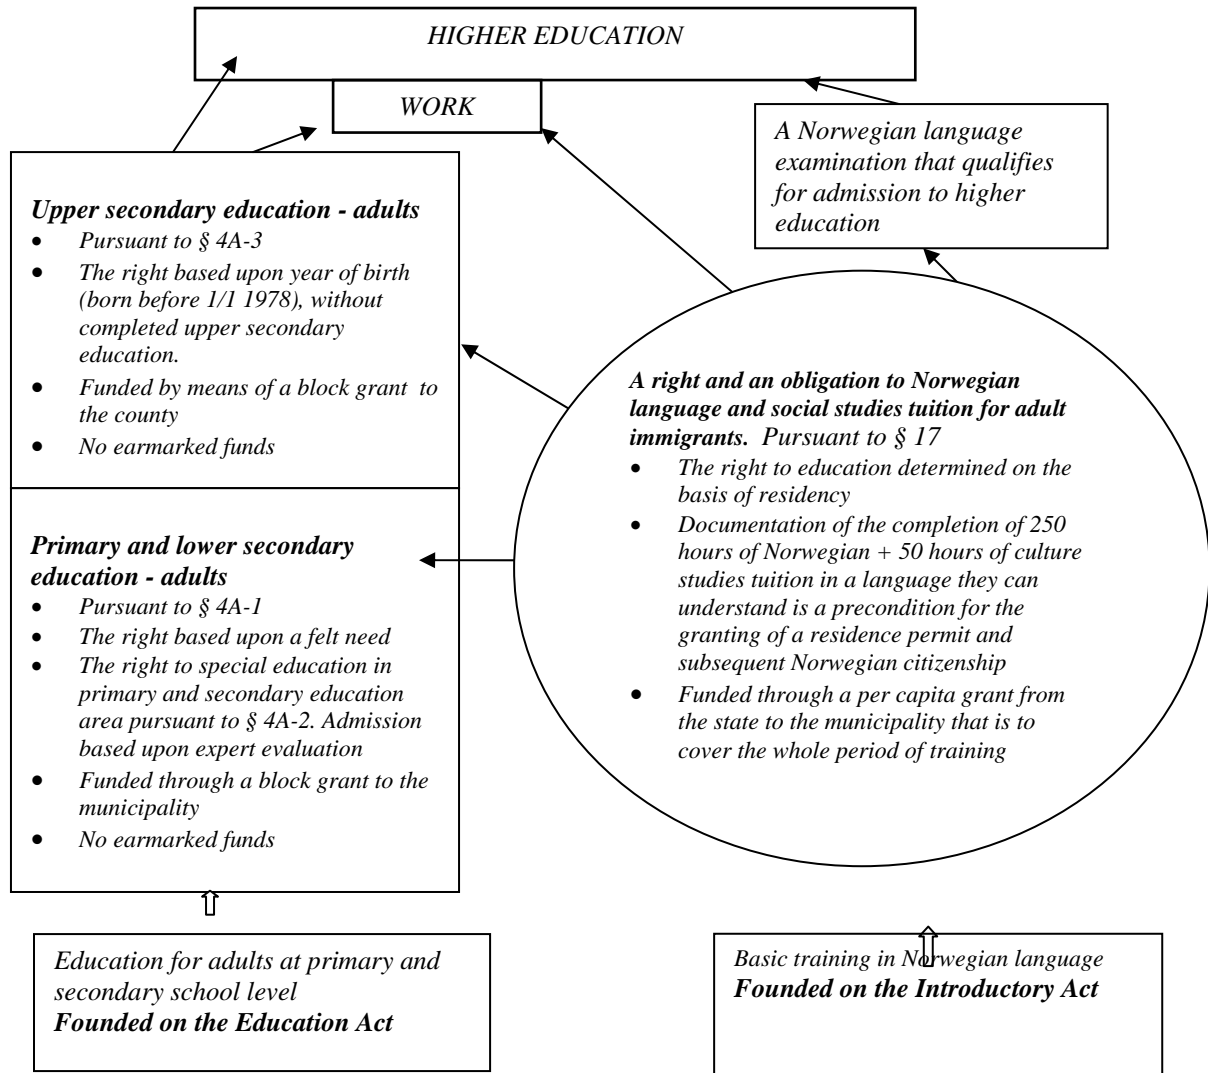 HIGHER EDUCATION
WORK
A Norwegian language
examination that qualifies
for admission to higher
education
Upper secondary education - adults
• Pursuant to § 4A-3
• The right based upon year of birth
(born before 1/1 1978), without
completed upper secondary
education.
• Funded by means of a block grant to
the county
• No earmarked funds
Primary and lower secondary
education - adults
• Pursuant to § 4A-1
• The right based upon a felt need
• The right to special education in
primary and secondary education
area pursuant to § 4A-2. Admission
based upon expert evaluation
• Funded through a block grant to the
municipality
• No earmarked funds
A right and an obligation to Norwegian
language and social studies tuition for adult
immigrants. Pursuant to § 17
• The right to education determined on the
basis of residency
• Documentation of the completion of 250
hours of Norwegian + 50 hours of culture
studies tuition in a language they can
understand is a precondition for the
granting of a residence permit and
subsequent Norwegian citizenship
• Funded through a per capita grant from
the state to the municipality that is to
cover the whole period of training
Education for adults at primary and
secondary school level
Founded on the Education Act
Basic training in Norwegian language
Founded on the Introductory Act